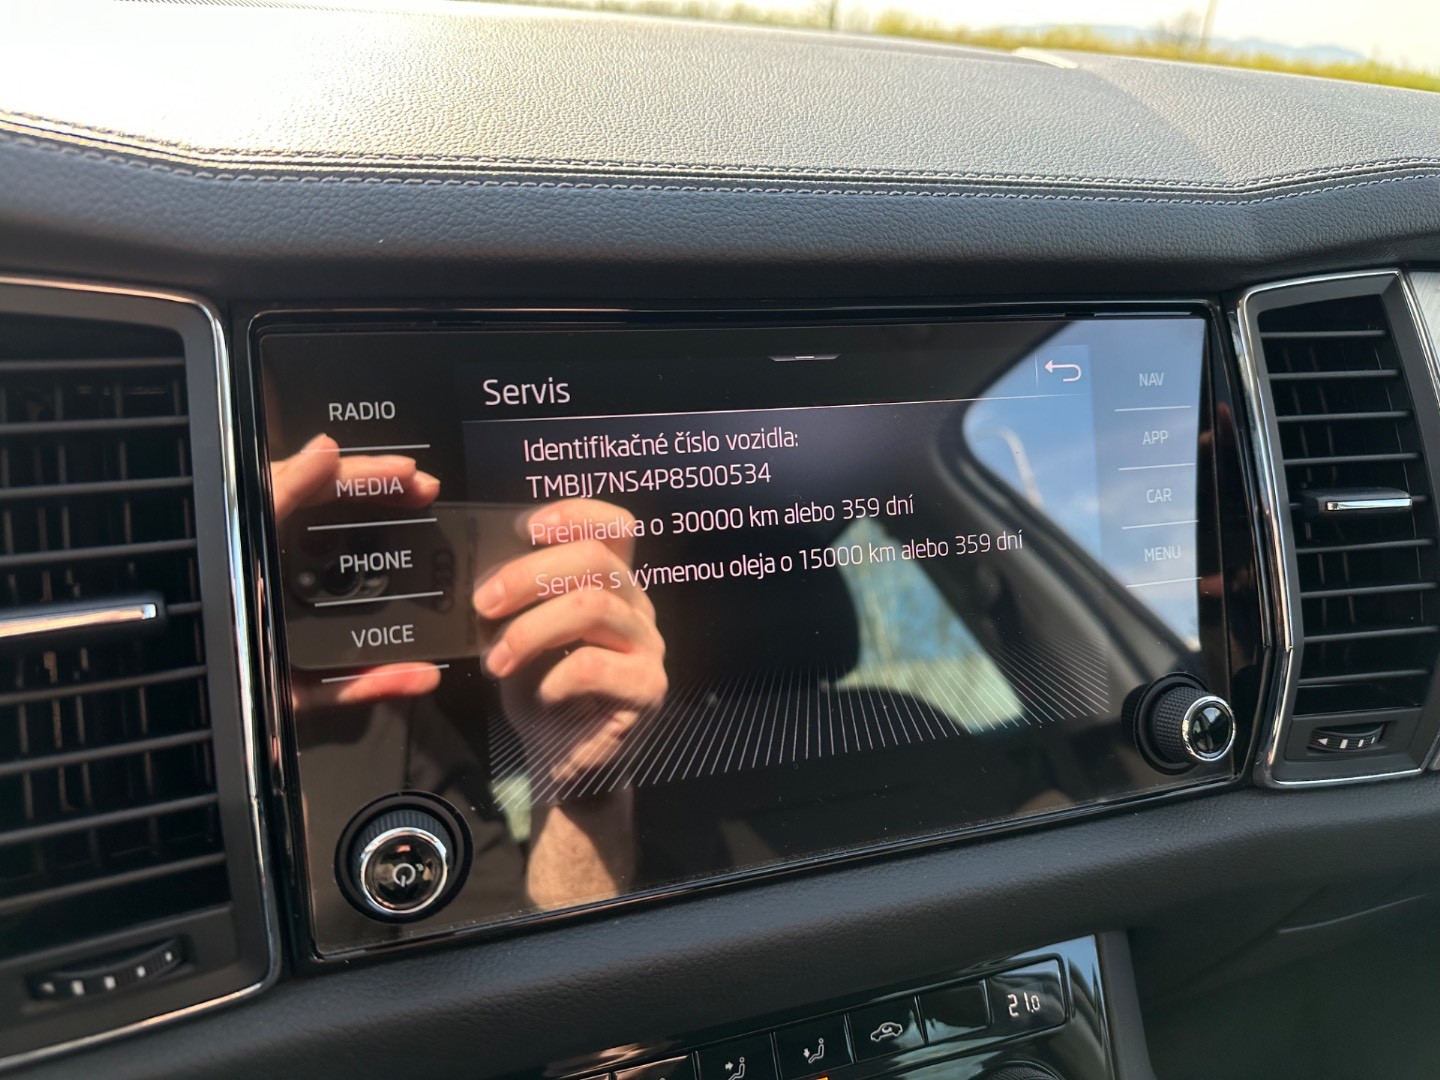 Servis
RADIO
MEDIA
PHONE
VOICE
Identifikačné číslo vozidla:
TMBJJ7NS4P8500534
Prehliadka o 30000 km alebo 359 dní
Servis s výmenou oleja o 15000 km alebo 359 dní
NAV
APP
CAR
MENU
21.0